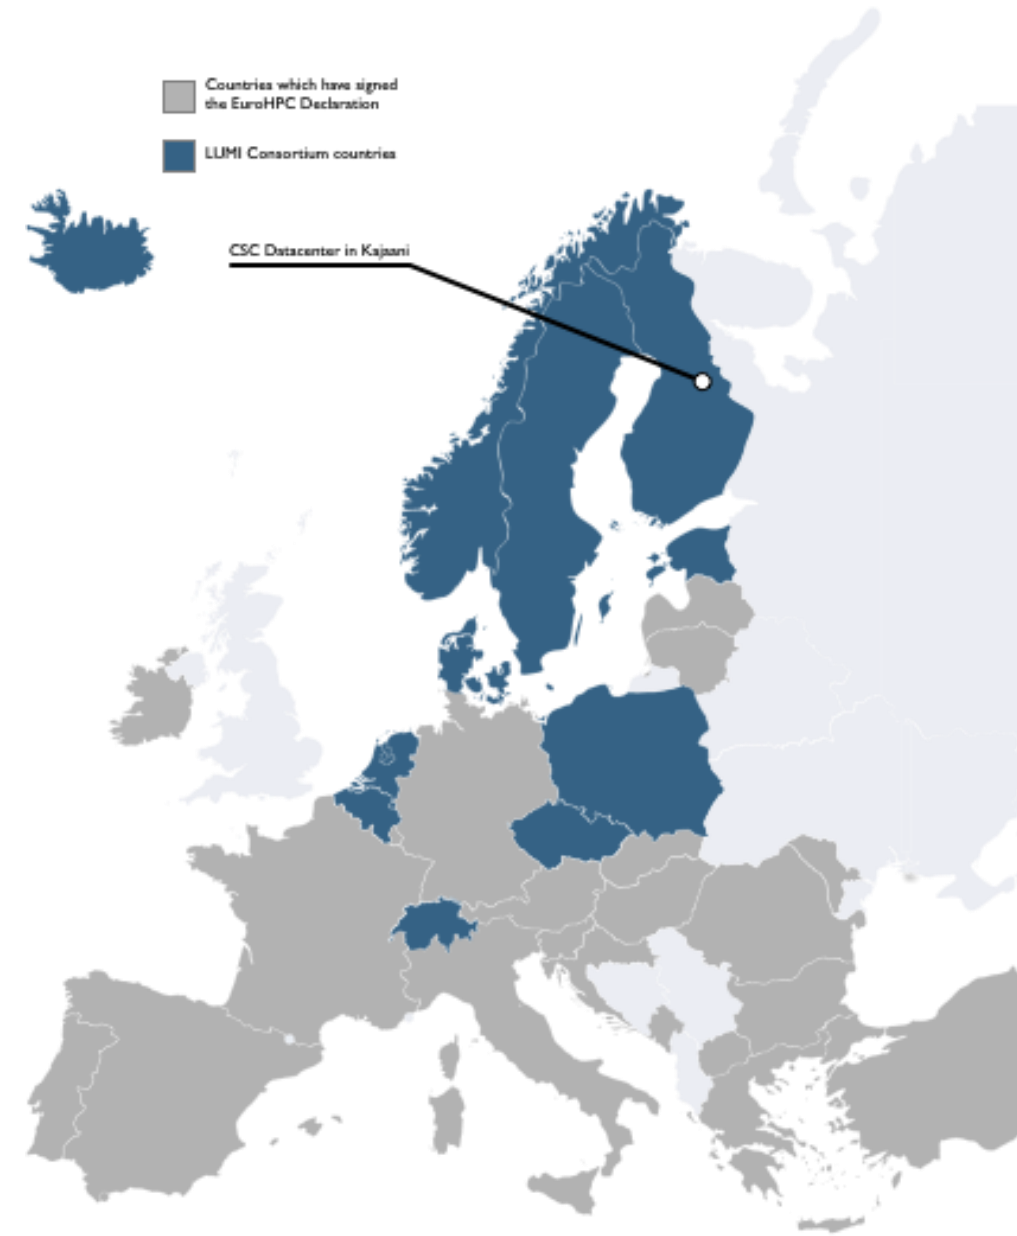 Countries which have signed
the EuroHPC Declaration
LUMI Consortium countries
CSC Datacenter in Kajaani